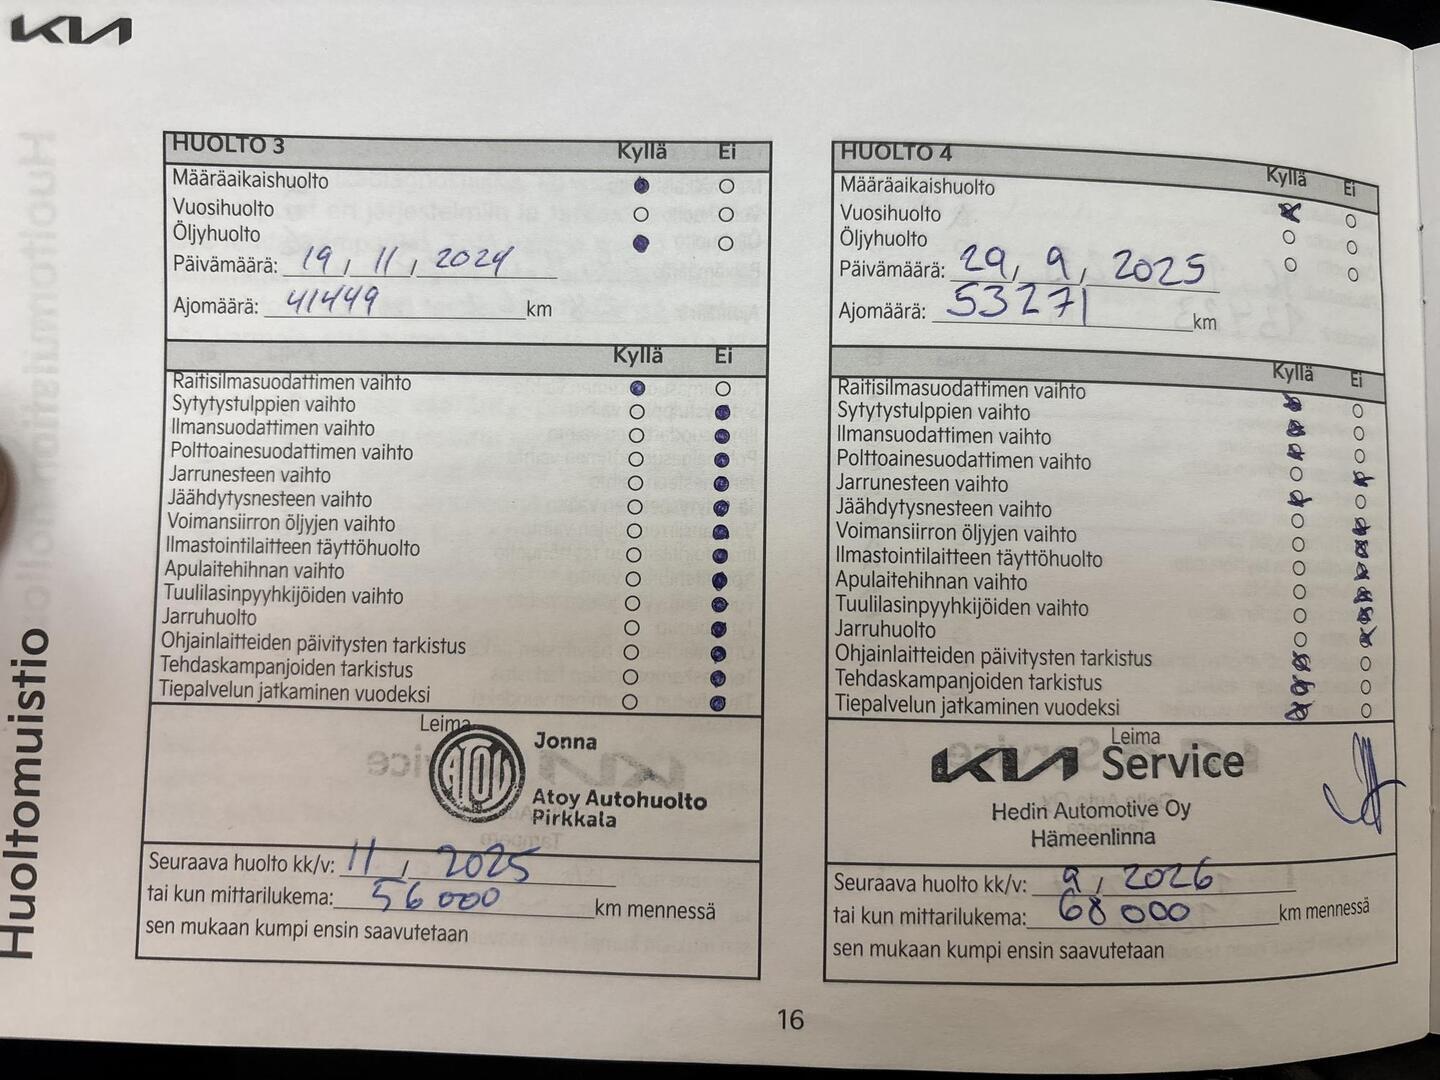 KIA
Huoltomuistio
HUOLTO 3 Kyllä Ei
Määräaikaishuolto
Vuosihuolto
Öljyhuolto
Päivämäärä: 19 / 11 / 2024
Ajomäärä: 41449 km
Kyllä Ei
Raitisilmasuodattimen vaihto
Sytytystulppien vaihto
Ilmansuodattimen vaihto
Polttoainesuodattimen vaihto
Jarrunesteen vaihto
Jäähdytysnesteen vaihto
Voimansiirron öljyjen vaihto
Ilmastointilaitteen täyttöhuolto
Apulaitehihnan vaihto
Tuulilasinpyyhkijöiden vaihto
Jarruhuolto
Ohjainlaitteiden päivitysten tarkistus
Tehdaskampanjoiden tarkistus
Tiepalvelun jatkaminen vuodeksi
Leima
ATOY
Jonna
Atoy Autohuolto
Pirkkala
Seuraava huolto kk/v: 11 / 2025
tai kun mittarilukema: 56 000 km mennessä
sen mukaan kumpi ensin saavutetaan
HUOLTO 4 Kyllä Ei
Määräaikaishuolto
Vuosihuolto
Öljyhuolto
Päivämäärä: 29 / 9 / 2025
Ajomäärä: 53271 km
Kyllä Ei
Raitisilmasuodattimen vaihto
Sytytystulppien vaihto
Ilmansuodattimen vaihto
Polttoainesuodattimen vaihto
Jarrunesteen vaihto
Jäähdytysnesteen vaihto
Voimansiirron öljyjen vaihto
Ilmastointilaitteen täyttöhuolto
Apulaitehihnan vaihto
Tuulilasinpyyhkijöiden vaihto
Jarruhuolto
Ohjainlaitteiden päivitysten tarkistus
Tehdaskampanjoiden tarkistus
Tiepalvelun jatkaminen vuodeksi
Leima
KIA Service
Hedin Automotive Oy
Hämeenlinna
Seuraava huolto kk/v: 9 / 2026
tai kun mittarilukema: 68 000 km mennessä
sen mukaan kumpi ensin saavutetaan
16